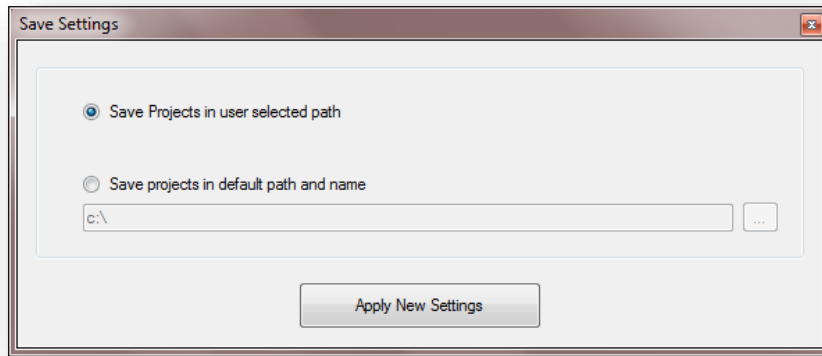 Save Settings
Save Projects in user selected path
Save projects in default path and name
c:\
...
Apply New Settings